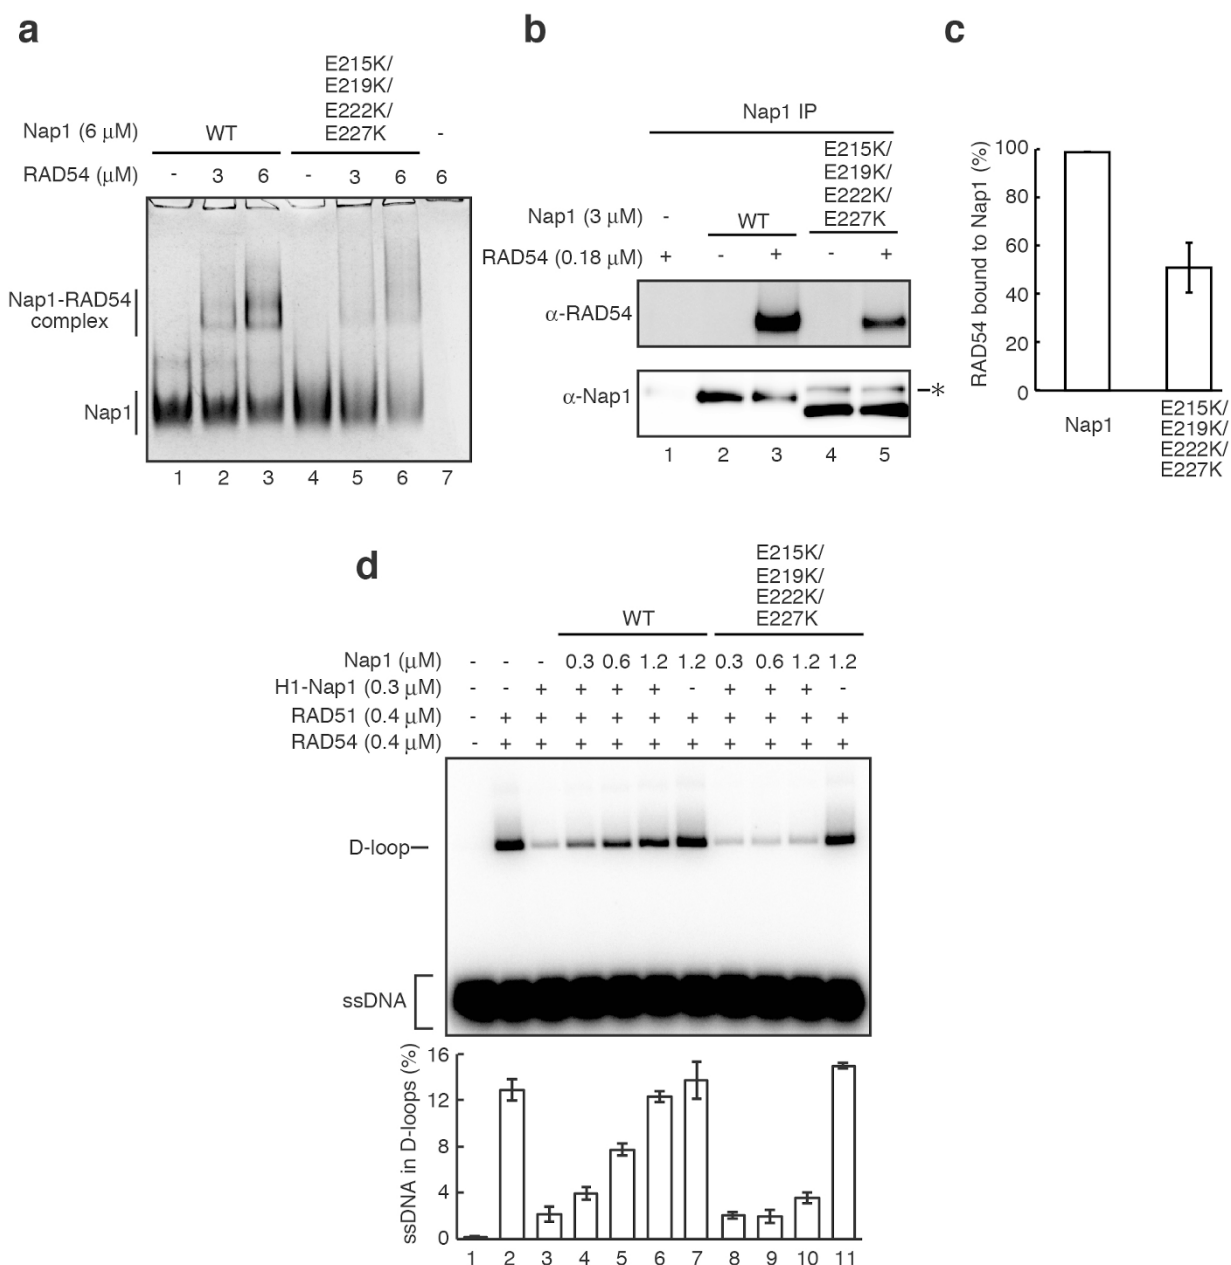 a
E215K/
E219K/
E222K/
Nap1 (6 μM) WT E227K -
RAD54 (μM) - 3 6 - 3 6 6
Nap1-RAD54
complex
Nap1
1 2 3 4 5 6 7
b
Nap1 IP
E215K/
E219K/
E222K/
Nap1 (3 μM) - WT E227K
RAD54 (0.18 μM) + - + - +
α-RAD54
α-Nap1 *
1 2 3 4 5
c
RAD54 bound to Nap1 (%)
100
80
60
40
20
0
Nap1
E215K/
E219K/
E222K/
E227K
d
E215K/
E219K/
E222K/
WT E227K
Nap1 (μM) - - - 0.3 0.6 1.2 1.2 0.3 0.6 1.2 1.2
H1-Nap1 (0.3 μM) - - + + + + - + + + -
RAD51 (0.4 μM) - + + + + + + + + + +
RAD54 (0.4 μM) - + + + + + + + + + +
D-loop
ssDNA
ssDNA in D-loops (%)
16
12
8
4
0
1 2 3 4 5 6 7 8 9 10 11